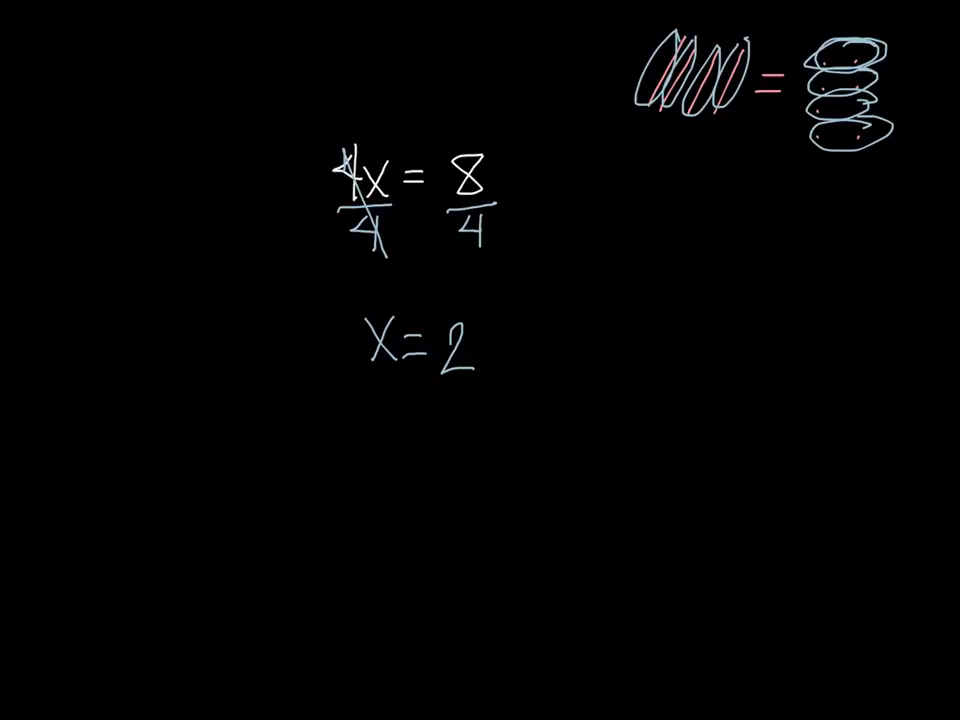 4x = 8
4 4
x = 2
=